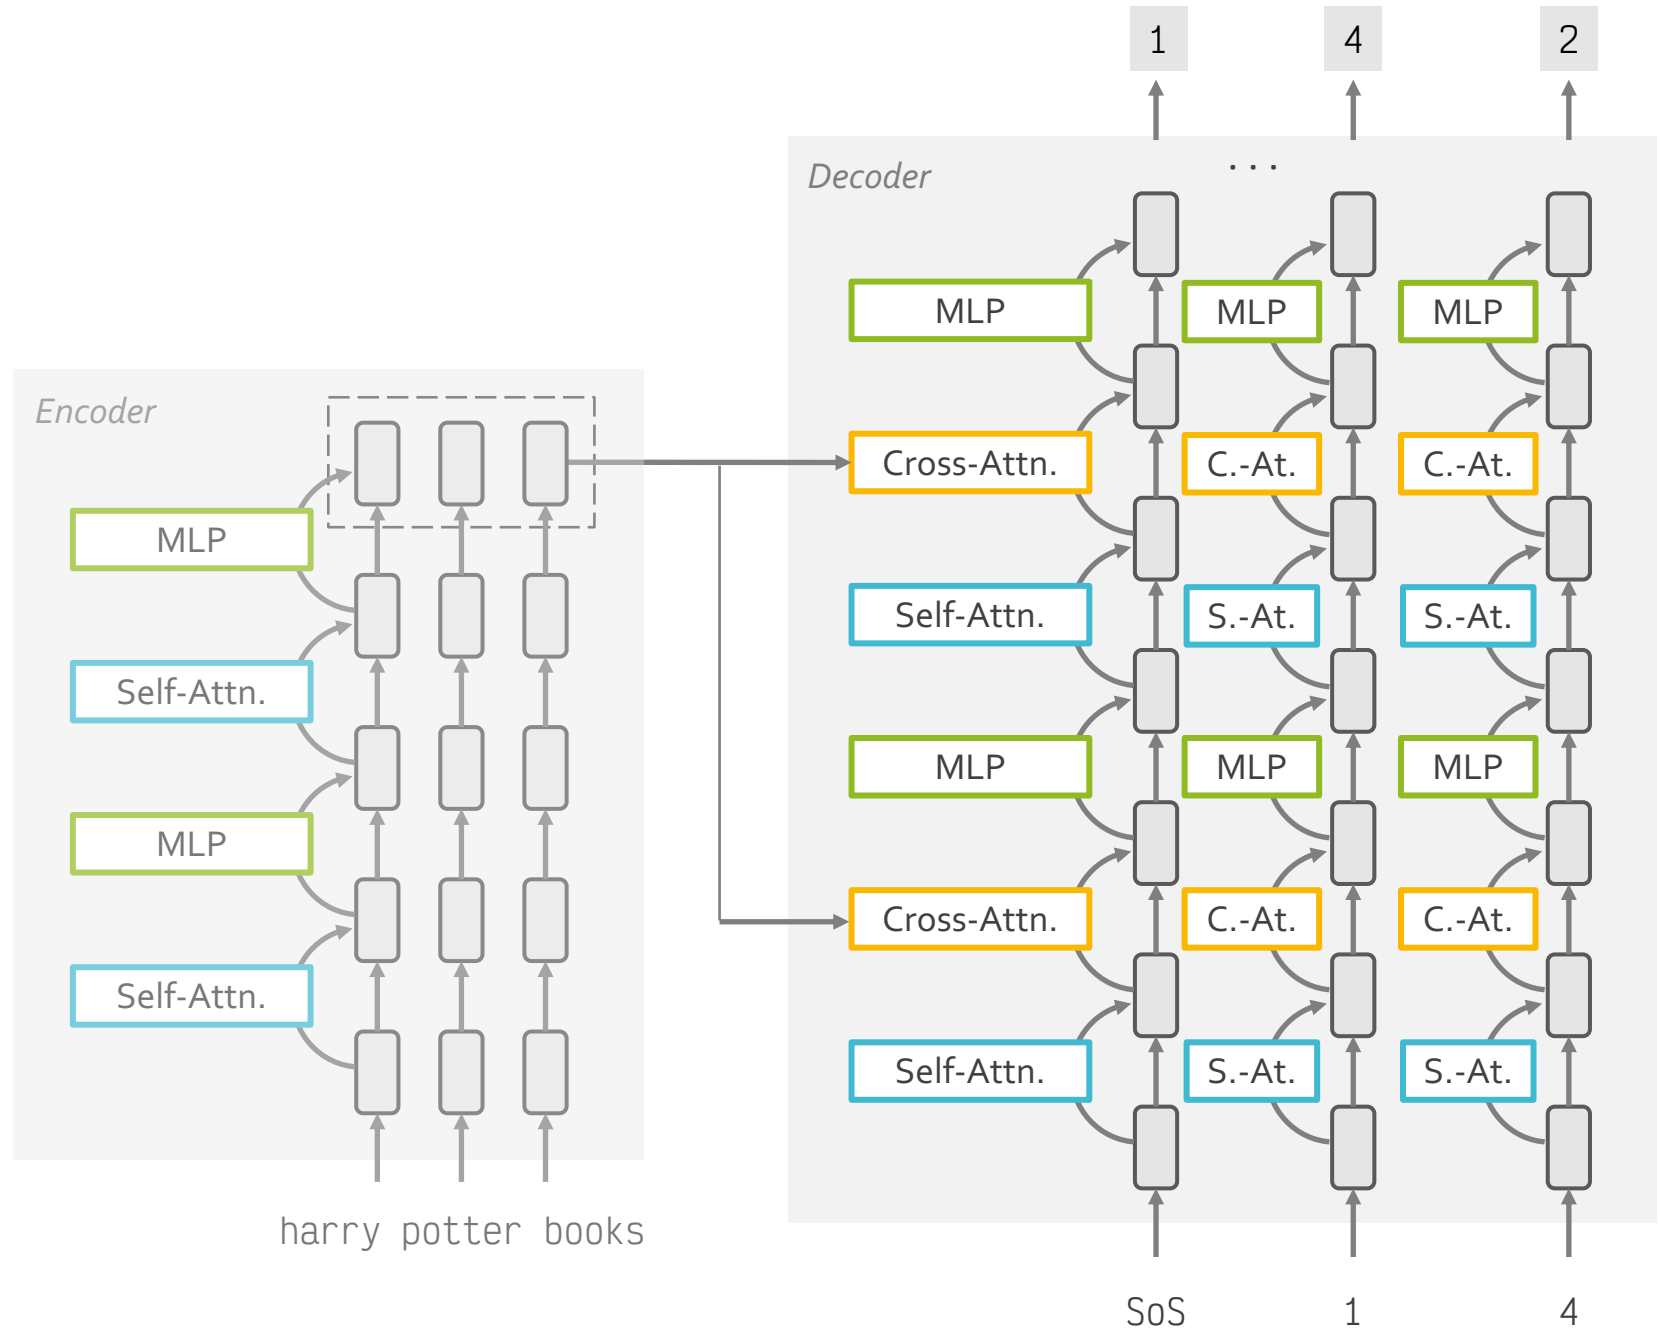 1 4 2
Decoder
. . .
MLP MLP MLP
Encoder
Cross-Attn. C.-At. C.-At.
MLP
Self-Attn. S.-At. S.-At.
Self-Attn.
MLP MLP MLP
MLP
Cross-Attn. C.-At. C.-At.
Self-Attn.
Self-Attn. S.-At. S.-At.
harry potter books
SoS 1 4